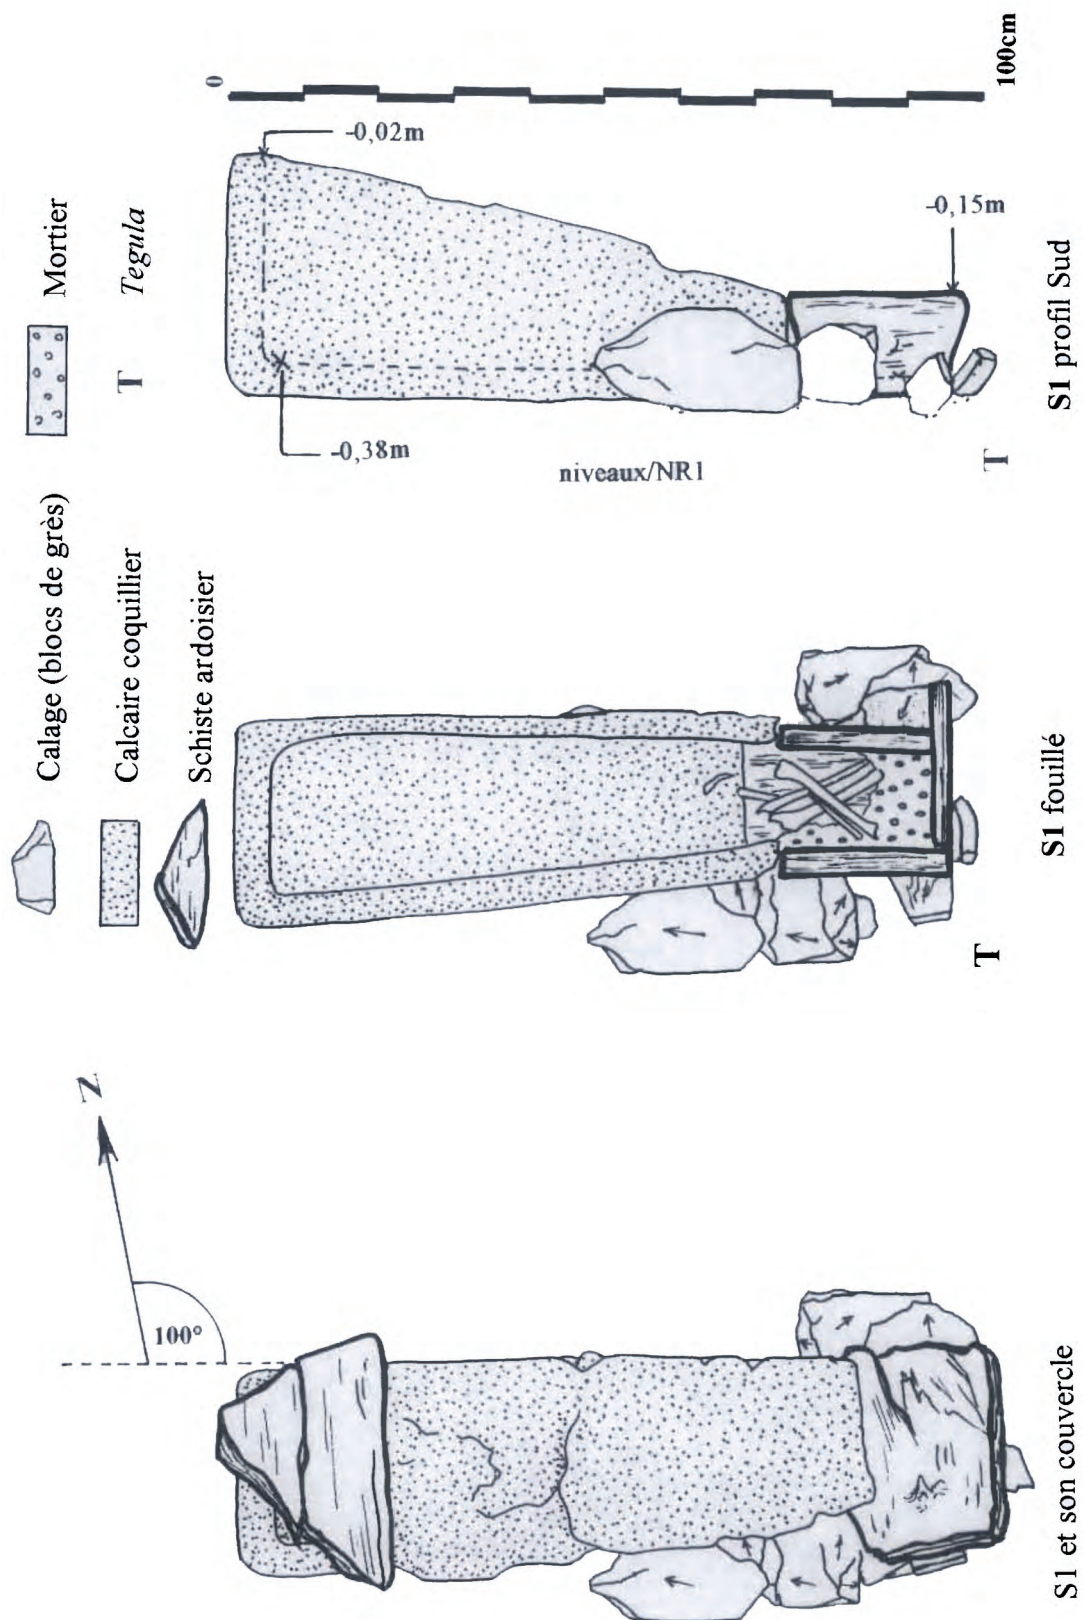 Calage (blocs de grès)
Mortier
Calcaire coquillier
T Tegula
Schiste ardoisier
N
100°
S1 et son couvercle
T
S1 fouillé
0
100cm
-0,02m
-0,38m
-0,15m
niveaux/NR1
T
S1 profil Sud